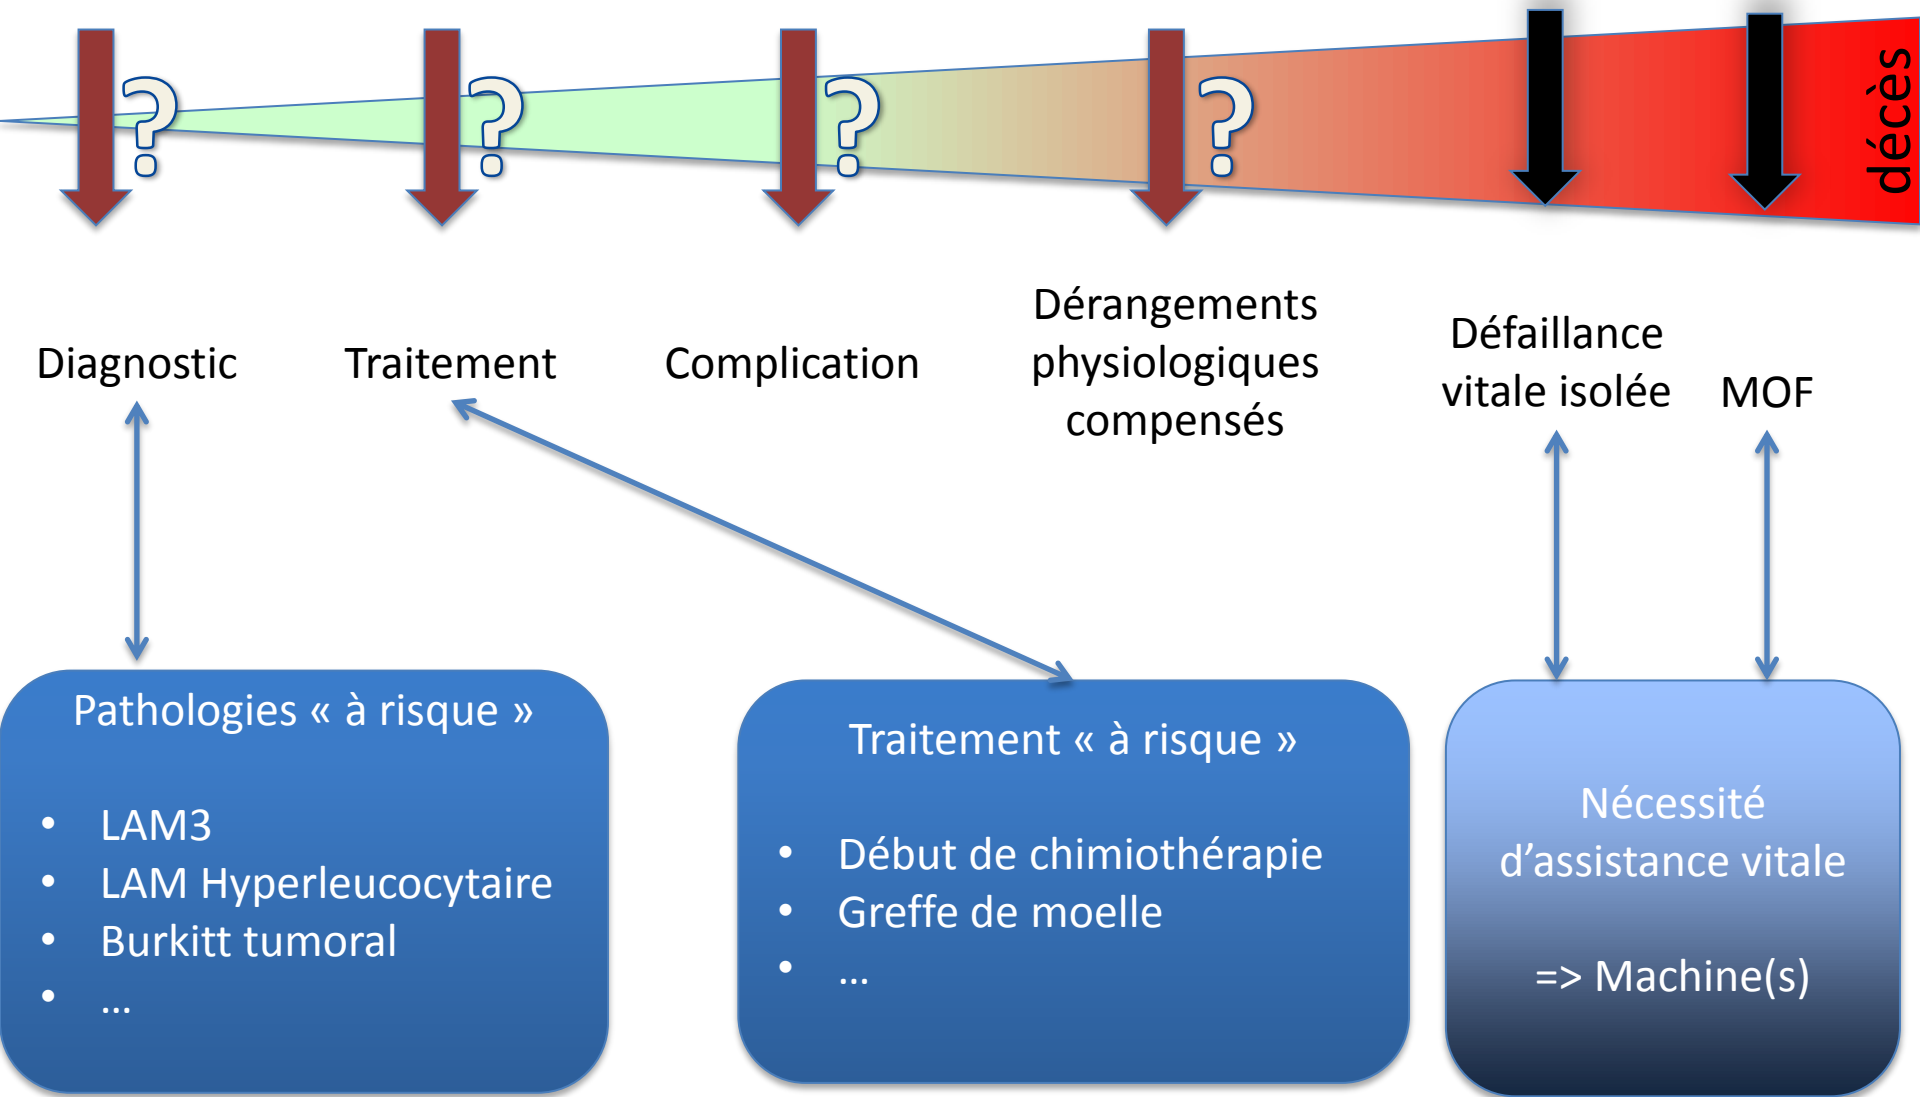 ?
?
?
?
décès
Diagnostic
Traitement
Complication
Dérangements
physiologiques
compensés
Défaillance
vitale isolée
MOF
Pathologies « à risque »
• LAM3
• LAM Hyperleucocytaire
• Burkitt tumoral
• ...
Traitement « à risque »
• Début de chimiothérapie
• Greffe de moelle
• ...
Nécessité
d’assistance vitale
=> Machine(s)